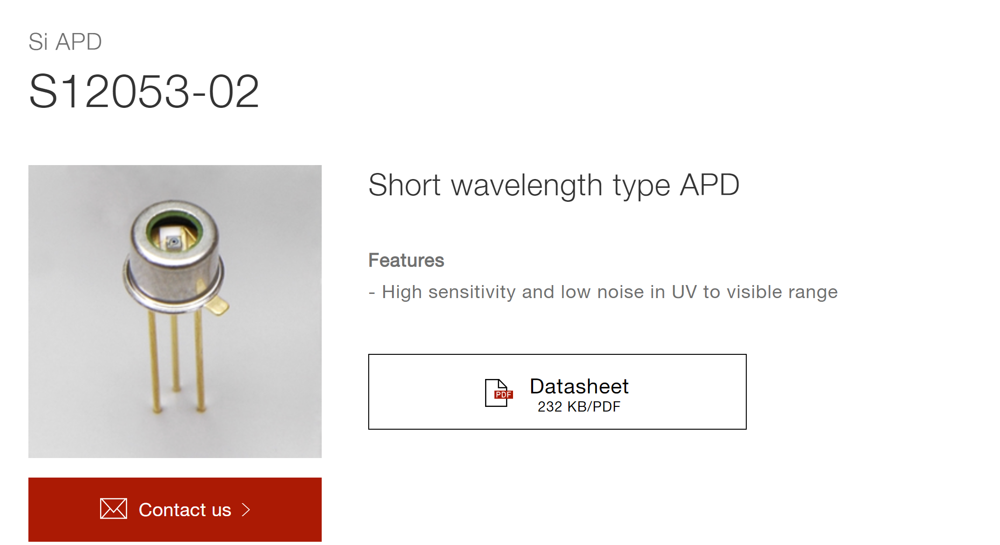 Si APD
S12053-02
Short wavelength type APD
Features
- High sensitivity and low noise in UV to visible range
PDF
Datasheet
232 KB/PDF
Contact us